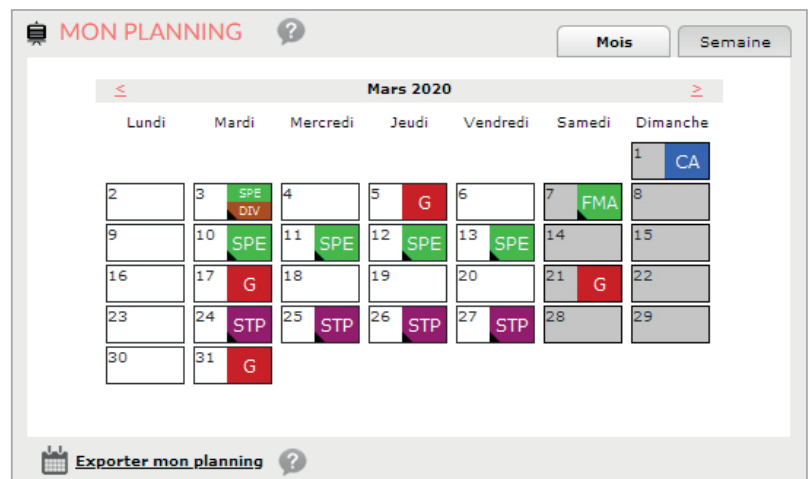 MON PLANNING ?
Mois Semaine
< Mars 2020 >
Lundi Mardi Mercredi Jeudi Vendredi Samedi Dimanche
1 CA
2 3 SPE DIV 4 5 G 6 7 FMA 8
9 10 SPE 11 SPE 12 SPE 13 SPE 14 15
16 17 G 18 19 20 21 G 22
23 24 STP 25 STP 26 STP 27 STP 28 29
30 31 G
Exporter mon planning ?